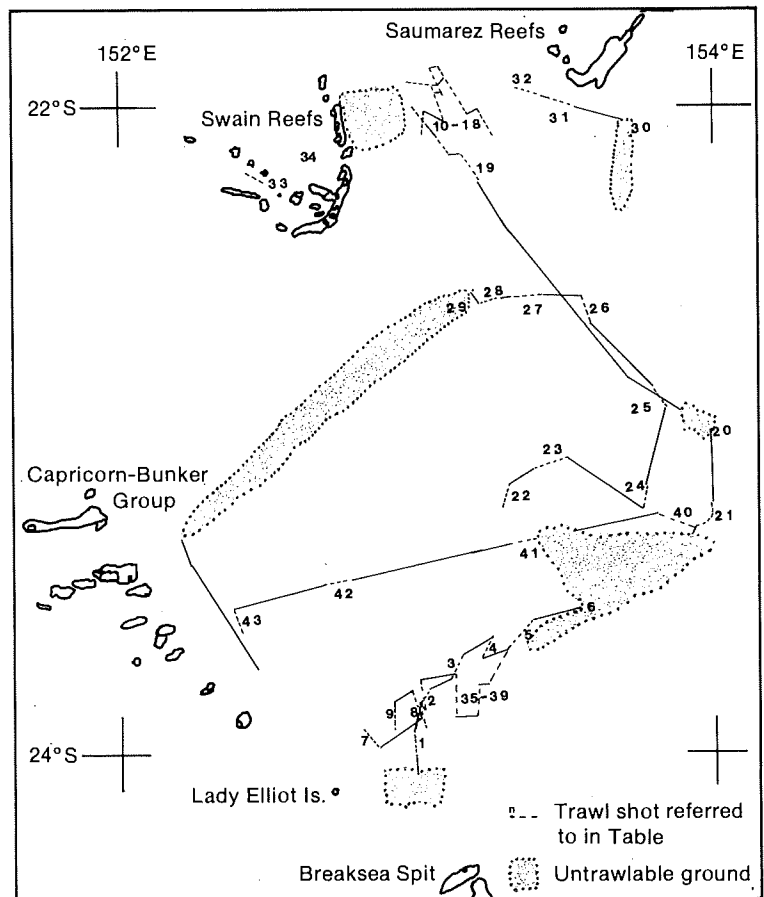 Saumarez Reefs
152°E
154°E
22°S
32
Swain Reefs
10-18
31
30
34
19
33
28
29
27
26
25
20
23
Capricorn-Bunker
Group
22
24
40
21
41
42
43
6
5
4
3
35-39
2
9
8
7
1
24°S
Lady Elliot Is.
Trawl shot referred
to in Table
Breaksea Spit
Untrawlable ground